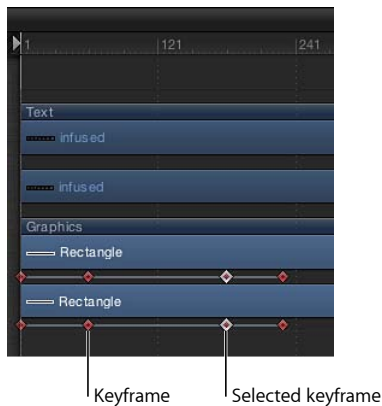 1 121 241
Text
infused
infused
Graphics
Rectangle
Rectangle
Keyframe Selected keyframe